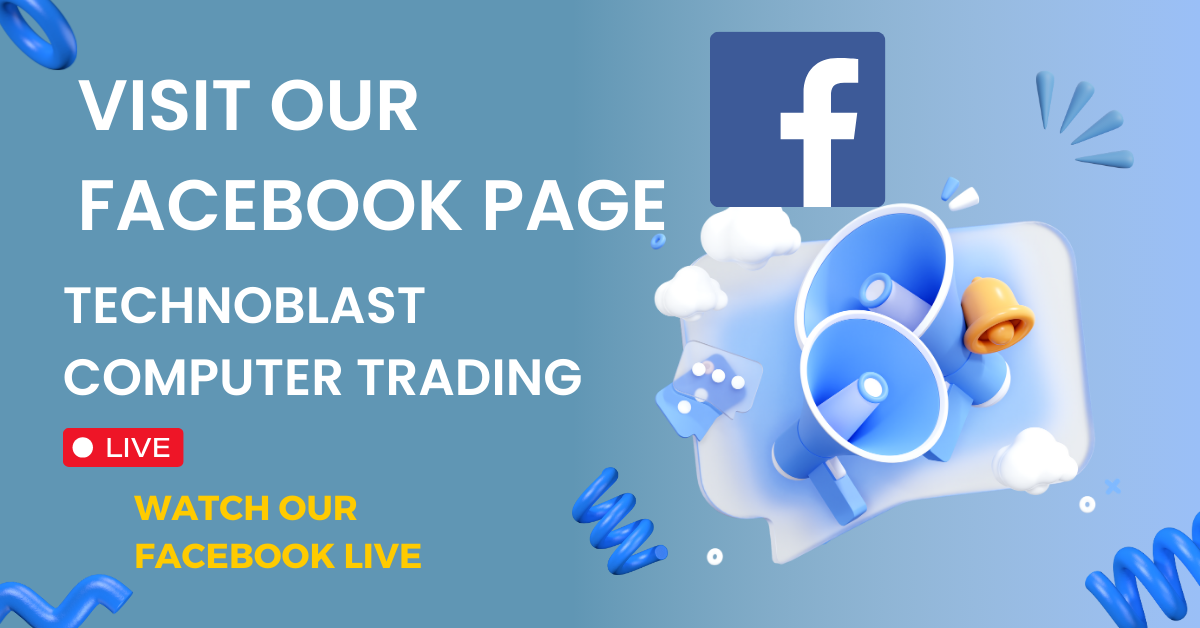 VISIT OUR
FACEBOOK PAGE
TECHNOBLAST
COMPUTER TRADING
LIVE
WATCH OUR
FACEBOOK LIVE